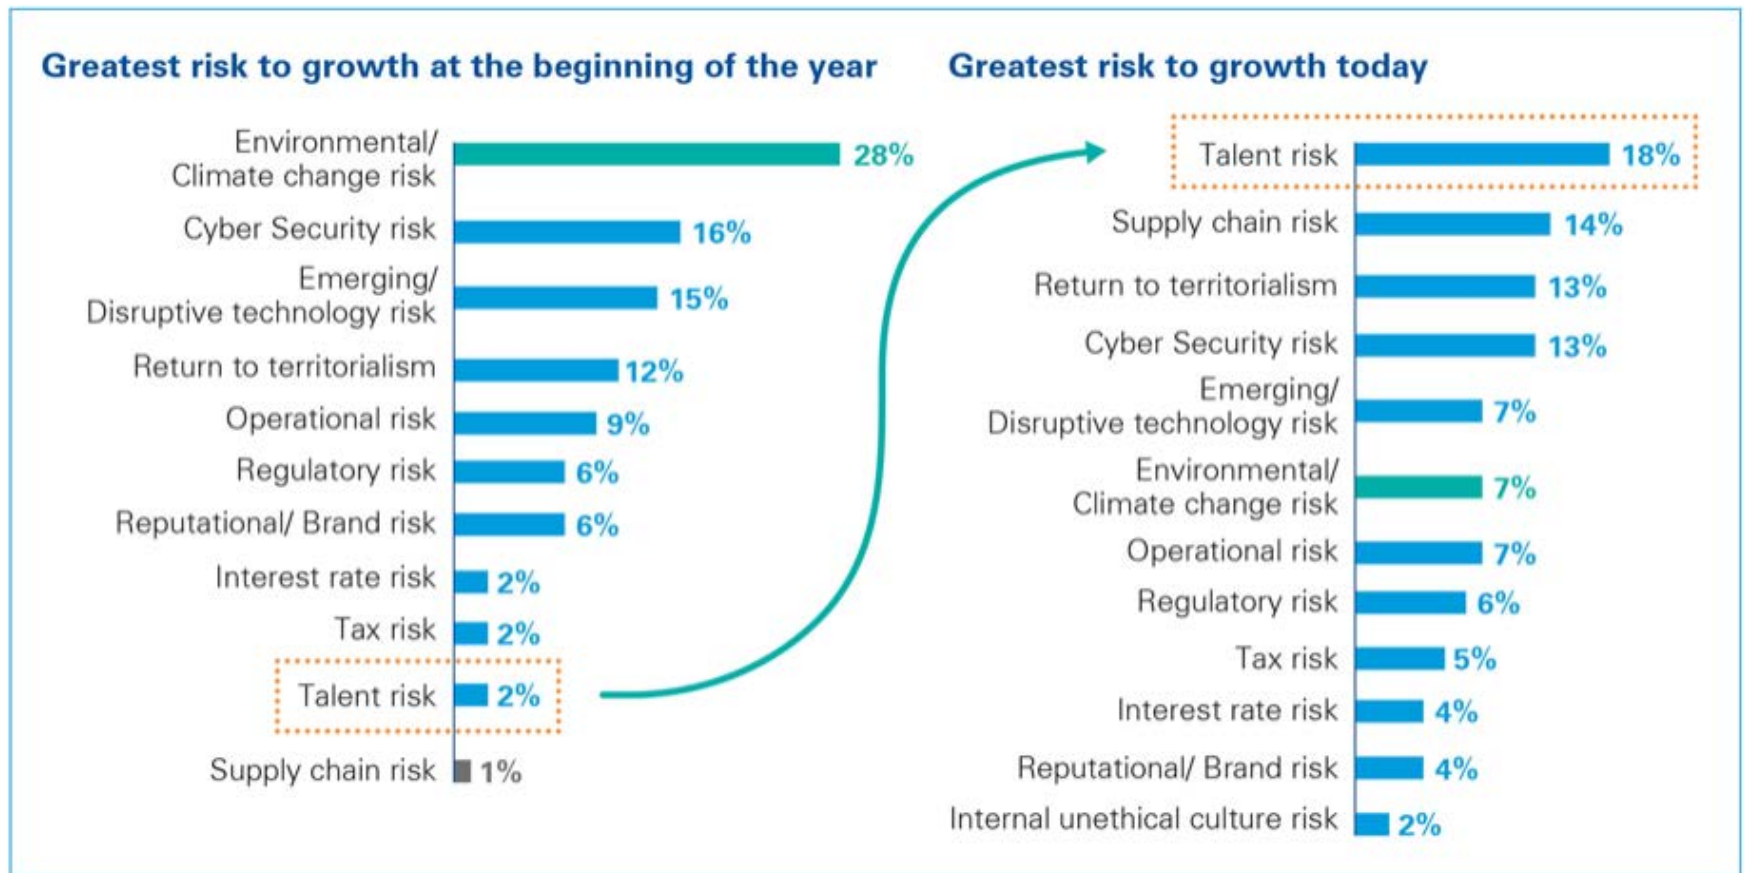 Greatest risk to growth at the beginning of the year
Environmental/
Climate change risk
28%
Cyber Security risk
16%
Emerging/
Disruptive technology risk
15%
Return to territorialism
12%
Operational risk
9%
Regulatory risk
6%
Reputational/ Brand risk
6%
Interest rate risk
2%
Tax risk
2%
Talent risk
2%
Supply chain risk
1%
Greatest risk to growth today
Talent risk
18%
Supply chain risk
14%
Return to territorialism
13%
Cyber Security risk
13%
Emerging/
Disruptive technology risk
7%
Environmental/
Climate change risk
7%
Operational risk
7%
Regulatory risk
6%
Tax risk
5%
Interest rate risk
4%
Reputational/ Brand risk
4%
Internal unethical culture risk
2%